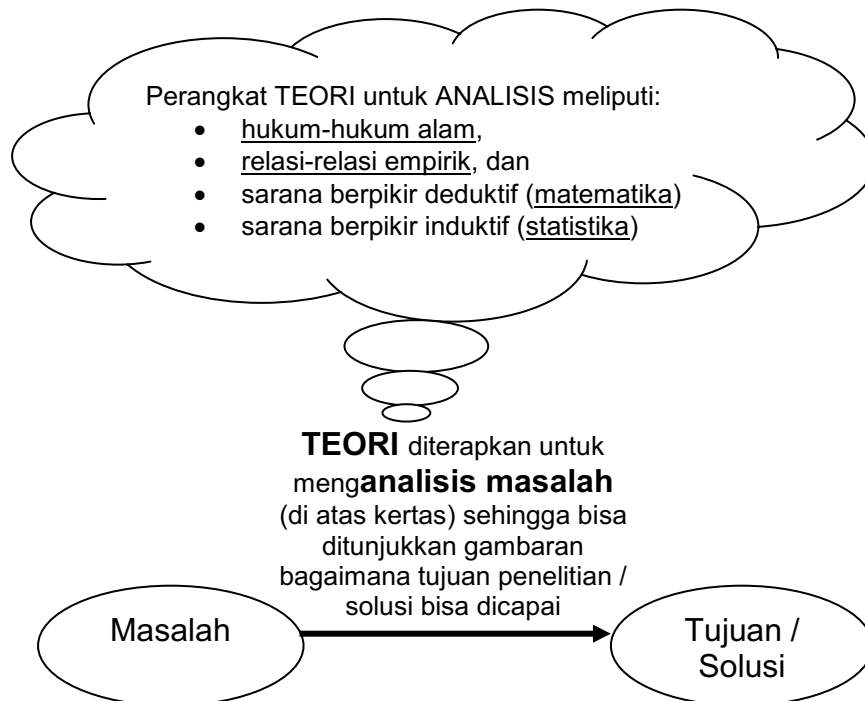 Perangkat TEORI untuk ANALISIS meliputi:
• hukum-hukum alam,
• relasi-relasi empirik, dan
• sarana berpikir deduktif (matematika)
• sarana berpikir induktif (statistika)
TEORI diterapkan untuk
menganalisis masalah
(di atas kertas) sehingga bisa
ditunjukkan gambaran
bagaimana tujuan penelitian /
solusi bisa dicapai
Masalah
Tujuan /
Solusi